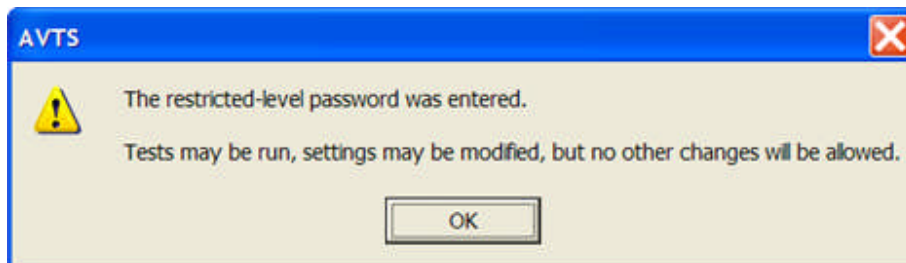 AVTS
The restricted-level password was entered.
Tests may be run, settings may be modified, but no other changes will be allowed.
OK